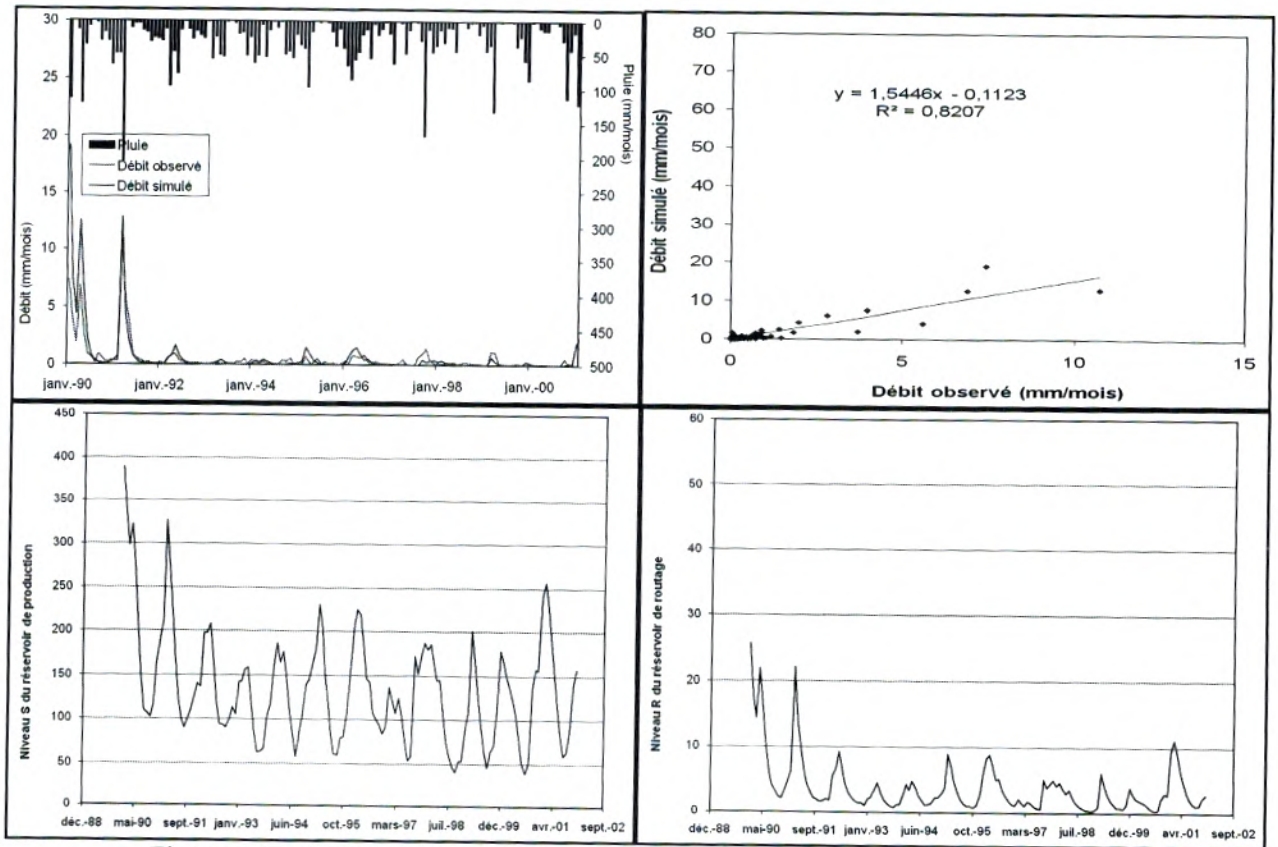 30
25
20
15
10
5
0
Débit (mm/mois)
0
50
100
150
200
250
300
350
400
450
500
Pluie (mm/mois)
Pluie
Débit observé
Débit simulé
janv.-90 janv.-92 janv.-94 janv.-96 janv.-98 janv.-00
80
70
60
50
40
30
20
10
0
Débit simulé (mm/mois)
y = 1,5446x - 0,1123
R² = 0,8207
0 5 10 15
Débit observé (mm/mois)
450
400
350
300
250
200
150
100
50
0
Niveau S du réservoir de production
déc.-88 mai-90 sept.-91 janv.-93 juin-94 oct.-95 mars-97 juil.-98 déc.-99 avr.-01 sept.-02
60
50
40
30
20
10
0
Niveau R du réservoir de routage
déc.-88 mai-90 sept.-91 janv.-93 juin-94 oct.-95 mars-97 juil.-98 déc.-99 avr.-01 sept.-02